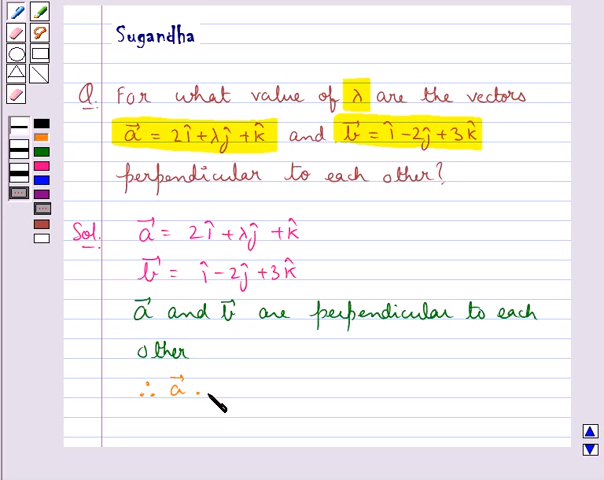 Sugandha
Q. For what value of λ are the vectors
a⃗ = 2î + λĵ + k̂ and b⃗ = î - 2ĵ + 3k̂
perpendicular to each other?
Sol. a⃗ = 2î + λĵ + k̂
b⃗ = î - 2ĵ + 3k̂
a⃗ and b⃗ are perpendicular to each
other
∴ a⃗ .